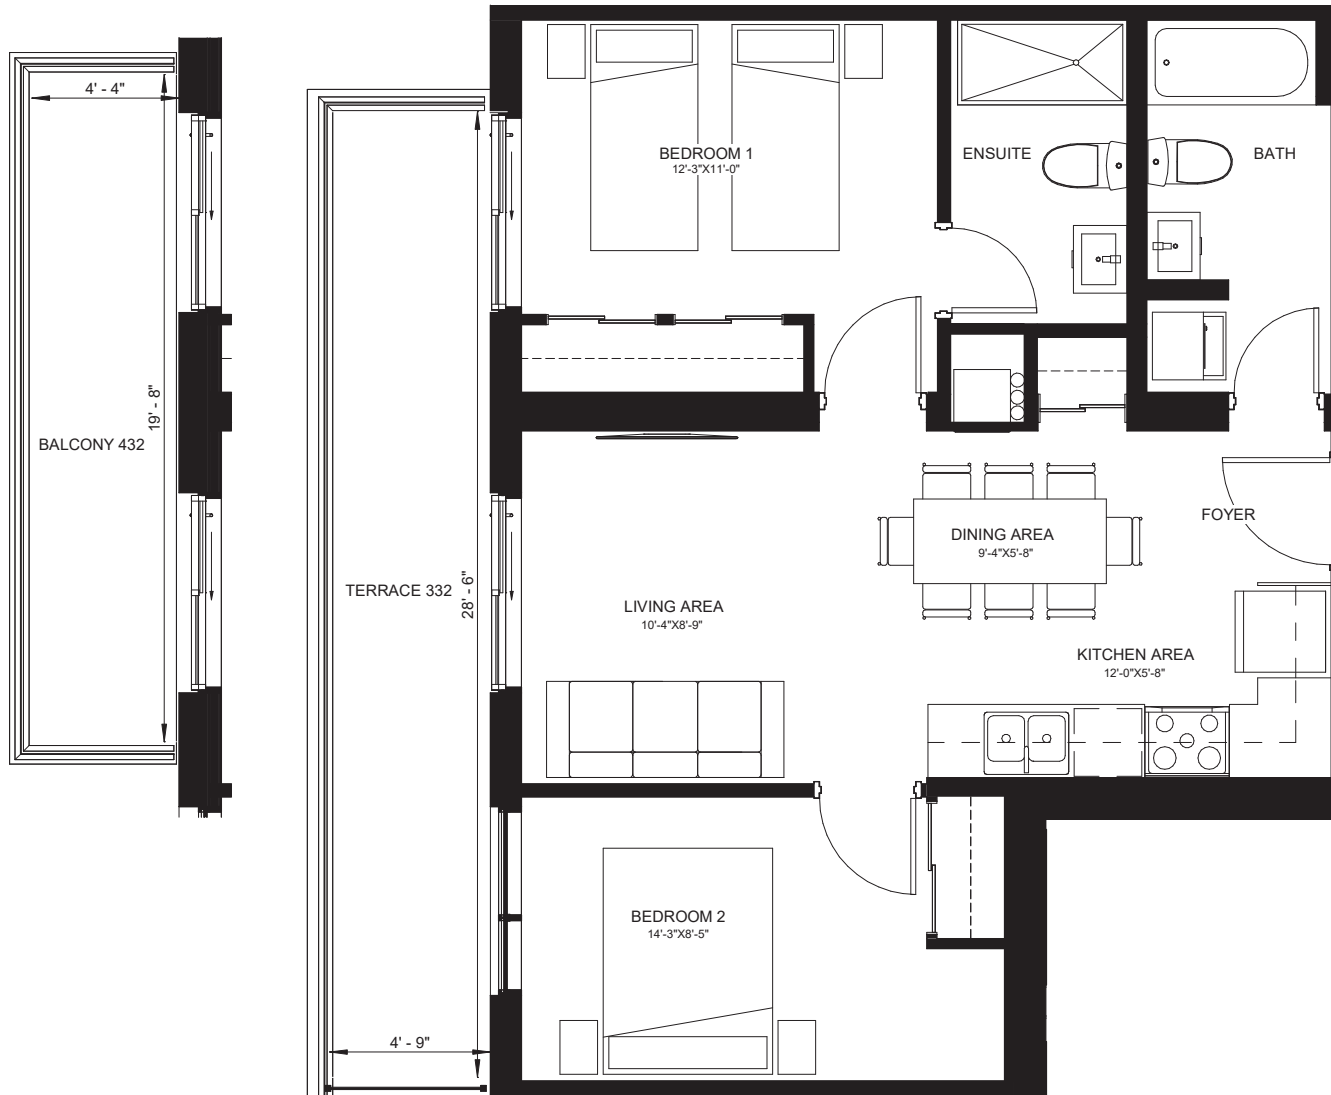 4' - 4"
19' - 8"
BALCONY 432
TERRACE 332
28' - 6"
4' - 9"
BEDROOM 1
12'-3"X11'-0"
ENSUITE
BATH
FOYER
DINING AREA
9'-4"X5'-8"
LIVING AREA
10'-4"X8'-9"
KITCHEN AREA
12'-0"X5'-8"
BEDROOM 2
14'-3"X8'-5"